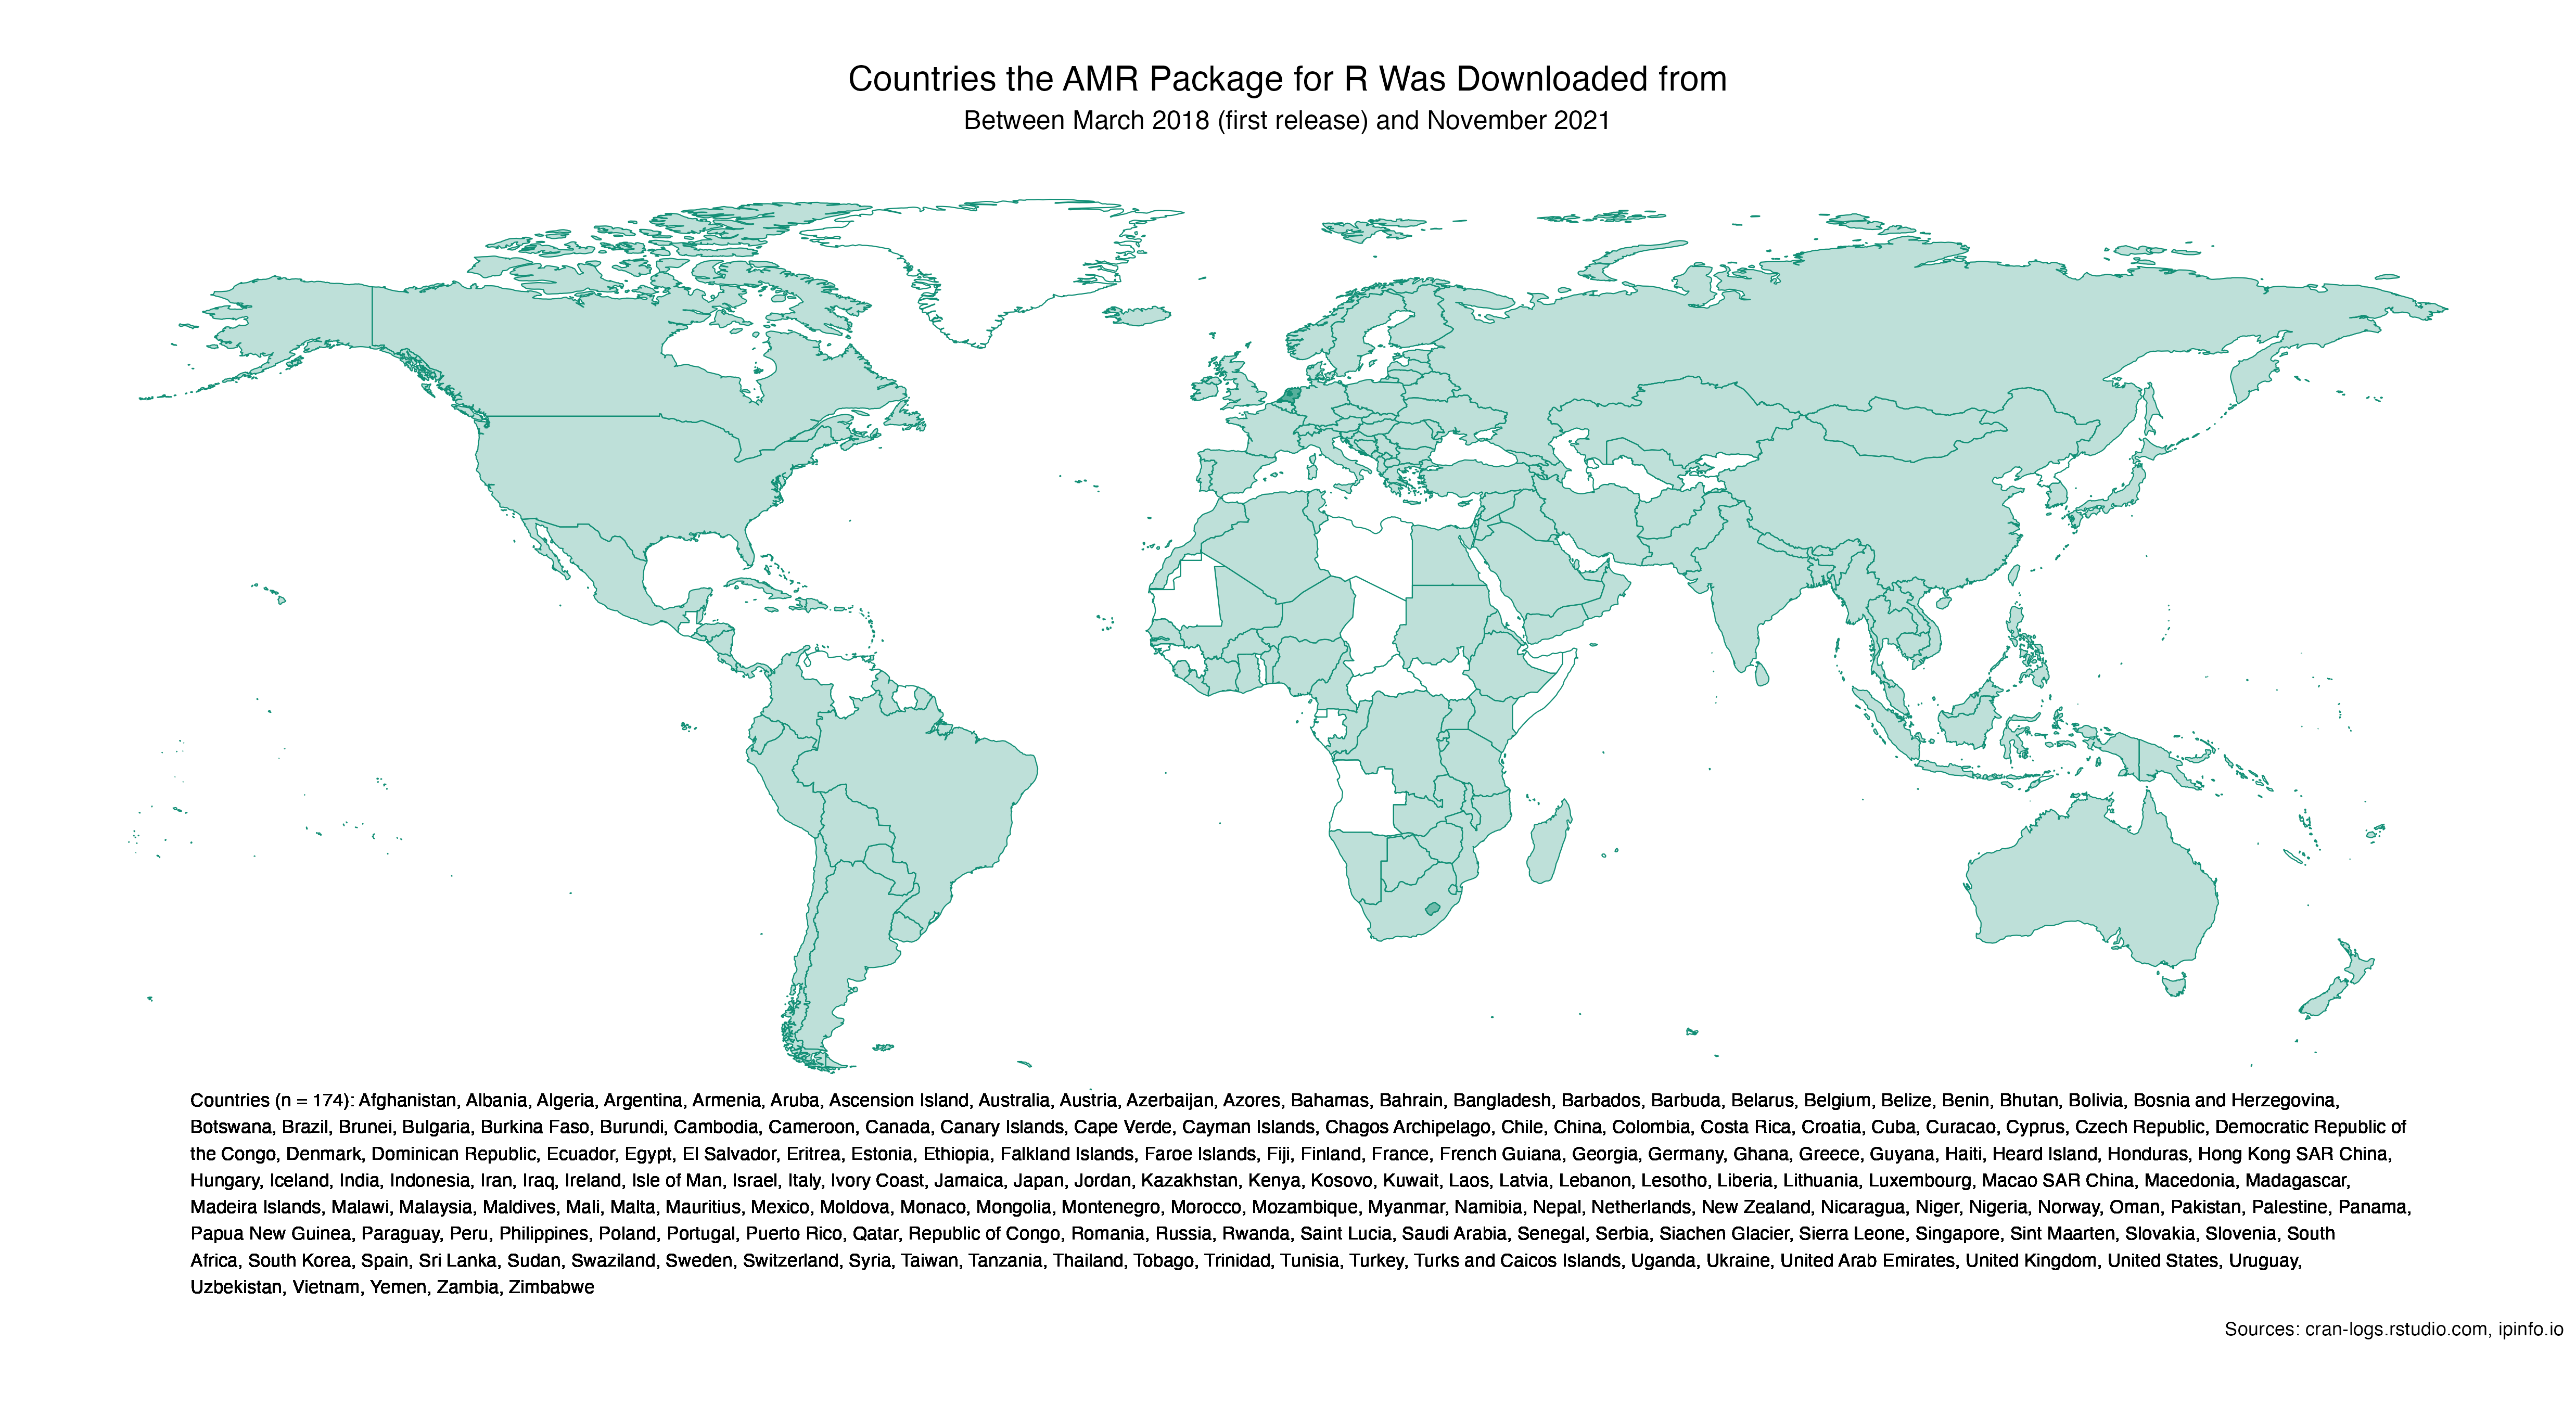 Countries the AMR Package for R Was Downloaded from
Between March 2018 (first release) and November 2021
Countries (n = 174): Afghanistan, Albania, Algeria, Argentina, Armenia, Aruba, Ascension Island, Australia, Austria, Azerbaijan, Azores, Bahamas, Bahrain, Bangladesh, Barbados, Barbuda, Belarus, Belgium, Belize, Benin, Bhutan, Bolivia, Bosnia and Herzegovina,
Botswana, Brazil, Brunei, Bulgaria, Burkina Faso, Burundi, Cambodia, Cameroon, Canada, Canary Islands, Cape Verde, Cayman Islands, Chagos Archipelago, Chile, China, Colombia, Costa Rica, Croatia, Cuba, Curacao, Cyprus, Czech Republic, Democratic Republic of
the Congo, Denmark, Dominican Republic, Ecuador, Egypt, El Salvador, Eritrea, Estonia, Ethiopia, Falkland Islands, Faroe Islands, Fiji, Finland, France, French Guiana, Georgia, Germany, Ghana, Greece, Guyana, Haiti, Heard Island, Honduras, Hong Kong SAR China,
Hungary, Iceland, India, Indonesia, Iran, Iraq, Ireland, Isle of Man, Israel, Italy, Ivory Coast, Jamaica, Japan, Jordan, Kazakhstan, Kenya, Kosovo, Kuwait, Laos, Latvia, Lebanon, Lesotho, Liberia, Lithuania, Luxembourg, Macao SAR China, Macedonia, Madagascar,
Madeira Islands, Malawi, Malaysia, Maldives, Mali, Malta, Mauritius, Mexico, Moldova, Monaco, Mongolia, Montenegro, Morocco, Mozambique, Myanmar, Namibia, Nepal, Netherlands, New Zealand, Nicaragua, Niger, Nigeria, Norway, Oman, Pakistan, Palestine, Panama,
Papua New Guinea, Paraguay, Peru, Philippines, Poland, Portugal, Puerto Rico, Qatar, Republic of Congo, Romania, Russia, Rwanda, Saint Lucia, Saudi Arabia, Senegal, Serbia, Siachen Glacier, Sierra Leone, Singapore, Sint Maarten, Slovakia, Slovenia, South
Africa, South Korea, Spain, Sri Lanka, Sudan, Swaziland, Sweden, Switzerland, Syria, Taiwan, Tanzania, Thailand, Tobago, Trinidad, Tunisia, Turkey, Turks and Caicos Islands, Uganda, Ukraine, United Arab Emirates, United Kingdom, United States, Uruguay,
Uzbekistan, Vietnam, Yemen, Zambia, Zimbabwe
Sources: cran-logs.rstudio.com, ipinfo.io